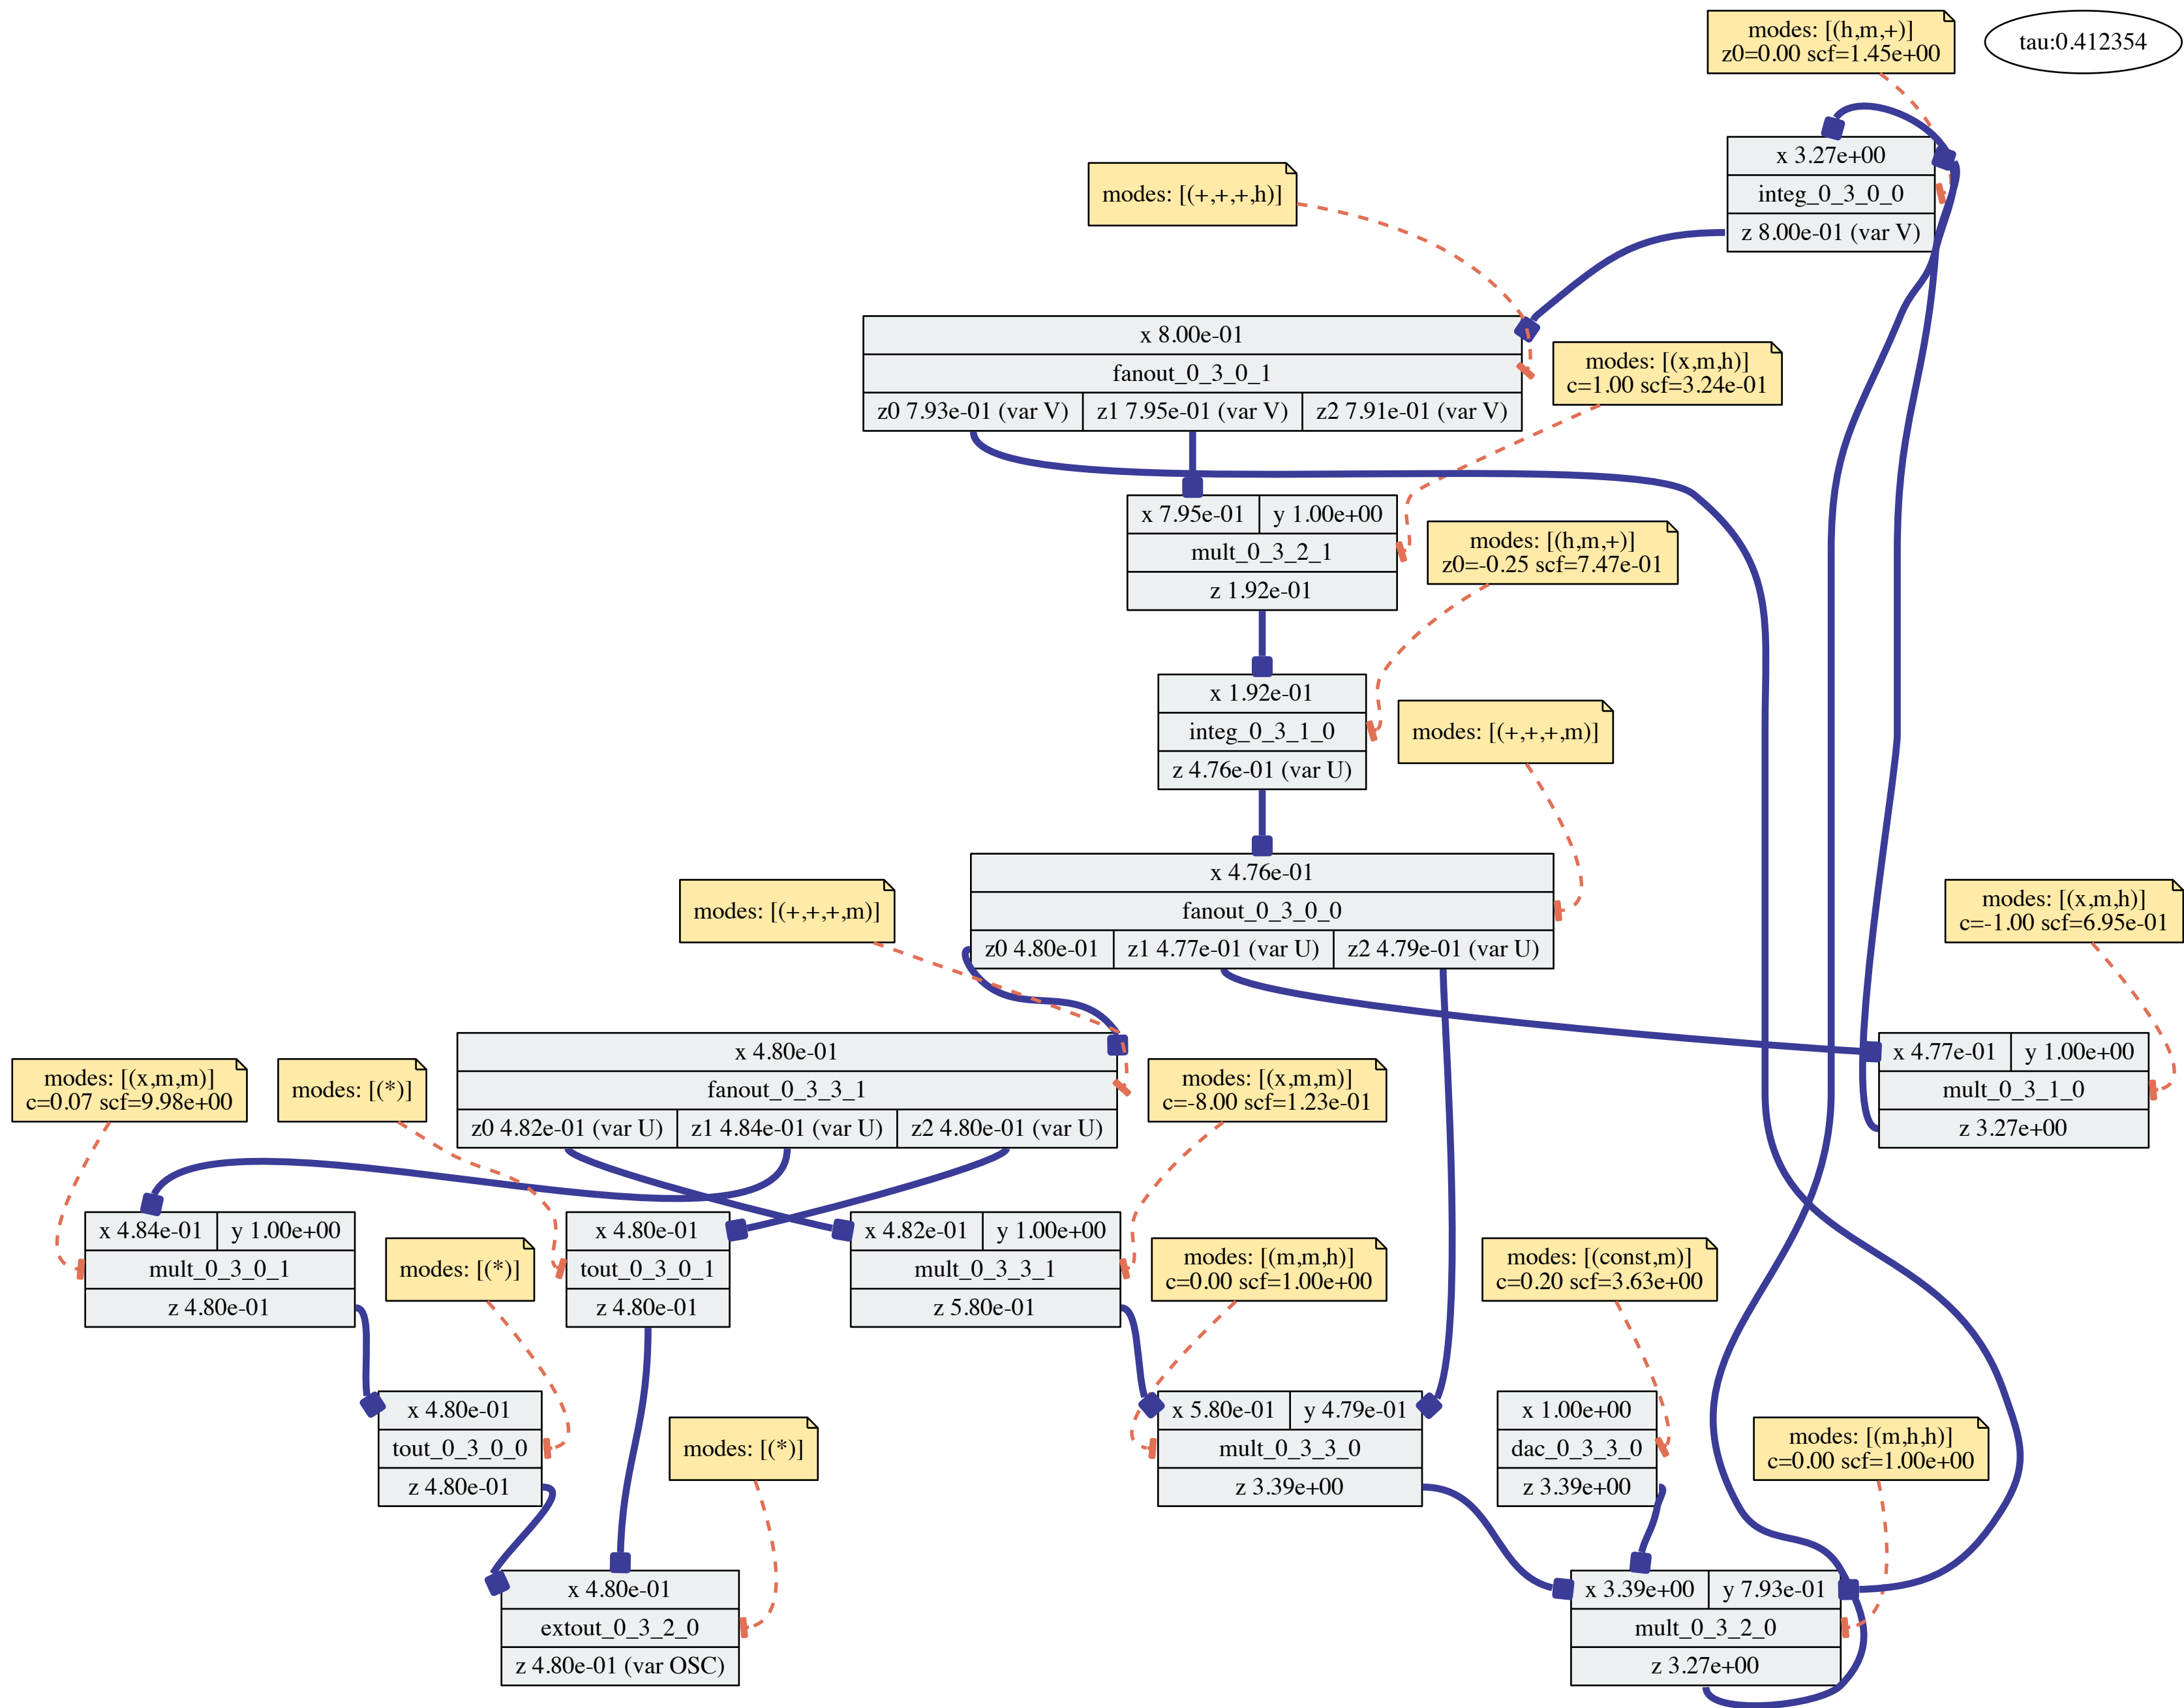 modes: [(h,m,+)]
z0=0.00 scf=1.45e+00
tau:0.412354
x 3.27e+00
integ_0_3_0_0
z 8.00e-01 (var V)
modes: [(+,+,+,h)]
x 8.00e-01
fanout_0_3_0_1
z0 7.93e-01 (var V)
z1 7.95e-01 (var V)
z2 7.91e-01 (var V)
modes: [(x,m,h)]
c=1.00 scf=3.24e-01
x 7.95e-01
y 1.00e+00
mult_0_3_2_1
z 1.92e-01
modes: [(h,m,+)]
z0=-0.25 scf=7.47e-01
x 1.92e-01
integ_0_3_1_0
z 4.76e-01 (var U)
modes: [(+,+,+,m)]
x 4.76e-01
fanout_0_3_0_0
z0 4.80e-01
z1 4.77e-01 (var U)
z2 4.79e-01 (var U)
modes: [(+,+,+,m)]
modes: [(x,m,h)]
c=-1.00 scf=6.95e-01
x 4.80e-01
fanout_0_3_3_1
z0 4.82e-01 (var U)
z1 4.84e-01 (var U)
z2 4.80e-01 (var U)
x 4.77e-01
y 1.00e+00
mult_0_3_1_0
z 3.27e+00
modes: [(x,m,m)]
c=0.07 scf=9.98e+00
modes: [(*)]
modes: [(x,m,m)]
c=-8.00 scf=1.23e-01
x 4.84e-01
y 1.00e+00
mult_0_3_0_1
z 4.80e-01
modes: [(*)]
x 4.80e-01
tout_0_3_0_1
z 4.80e-01
x 4.82e-01
y 1.00e+00
mult_0_3_3_1
z 5.80e-01
modes: [(m,m,h)]
c=0.00 scf=1.00e+00
modes: [(const,m)]
c=0.20 scf=3.63e+00
x 4.80e-01
tout_0_3_0_0
z 4.80e-01
modes: [(*)]
x 5.80e-01
y 4.79e-01
mult_0_3_3_0
z 3.39e+00
x 1.00e+00
dac_0_3_3_0
z 3.39e+00
modes: [(m,h,h)]
c=0.00 scf=1.00e+00
x 4.80e-01
extout_0_3_2_0
z 4.80e-01 (var OSC)
x 3.39e+00
y 7.93e-01
mult_0_3_2_0
z 3.27e+00